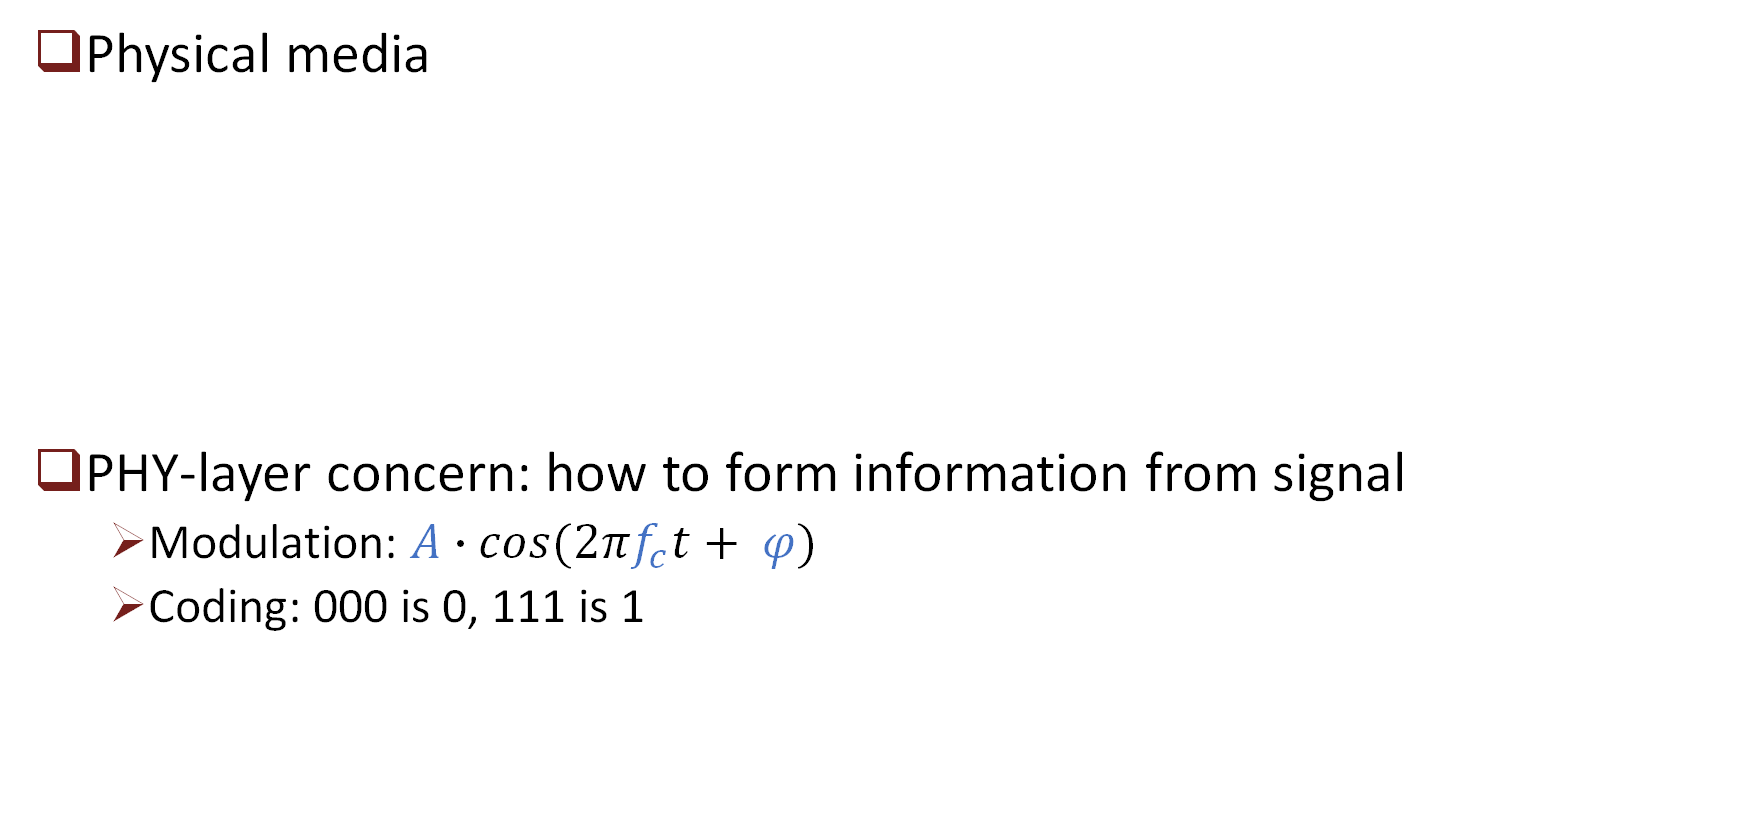 Physical media
PHY-layer concern: how to form information from signal
Modulation: A · cos(2πf_c t + φ)
Coding: 000 is 0, 111 is 1